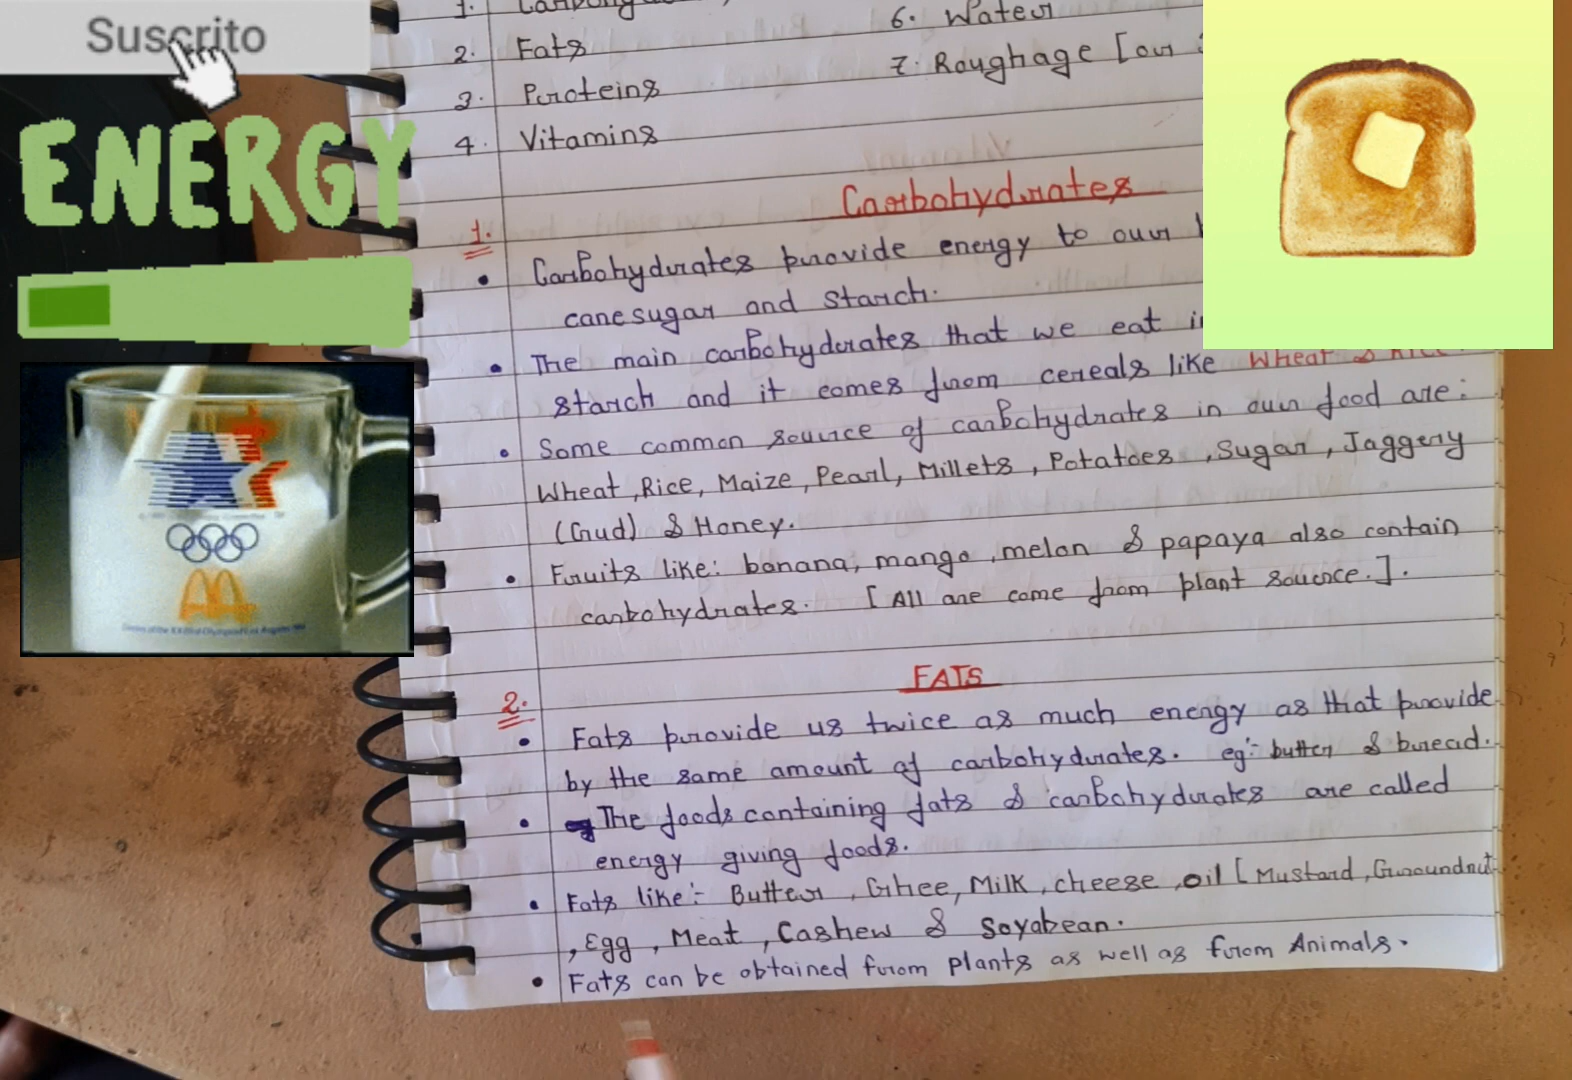 Suscrito
ENERGY
1.
2. Fats
3. Proteins
4. Vitamins
6. Water
7. Roughage [or
Carbohydrates
1.
• Carbohydrates provide energy to our
canesugar and starch.
• The main carbohydrates that we eat
starch and it comes from cereals like Wheat &
• Some common source of carbohydrates in our food are:
Wheat, Rice, Maize, Pearl, Millets, Potatoes, Sugar, Jaggery
(Gud) & Honey.
• Fruits like: banana, mango, melon & papaya also contain
carbohydrates. [All are come from plant source.].
FATS
2.
• Fats provide us twice as much energy as that provide
by the same amount of carbohydrates. eg:- butter & bread.
• The foods containing fats & carbohydrates are called
energy giving foods.
• Fats like:- Butter, Ghee, Milk, cheese, oil [Mustard, Groundnut
, Egg, Meat, Cashew & Soyabean.
• Fats can be obtained from plants as well as from Animals.